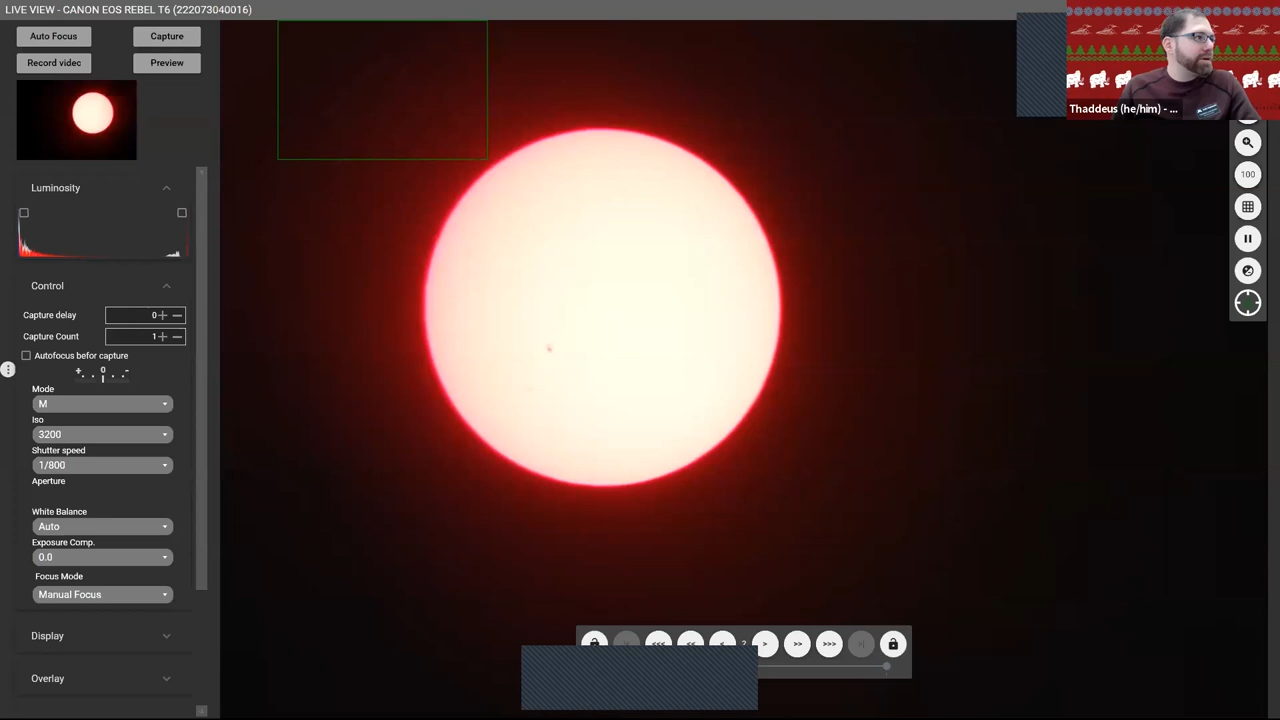 LIVE VIEW - CANON EOS REBEL T6 (222073040016)
Auto Focus
Capture
Record videc
Preview
Thaddeus (he/him) - ...
Luminosity
100
Control
Capture delay
0
Capture Count
1
Autofocus befor capture
+ 0 -
Mode
M
Iso
3200
Shutter speed
1/800
Aperture
White Balance
Auto
Exposure Comp.
0.0
Focus Mode
Manual Focus
Display
<<< << < ? > >> >>> >|
Overlay